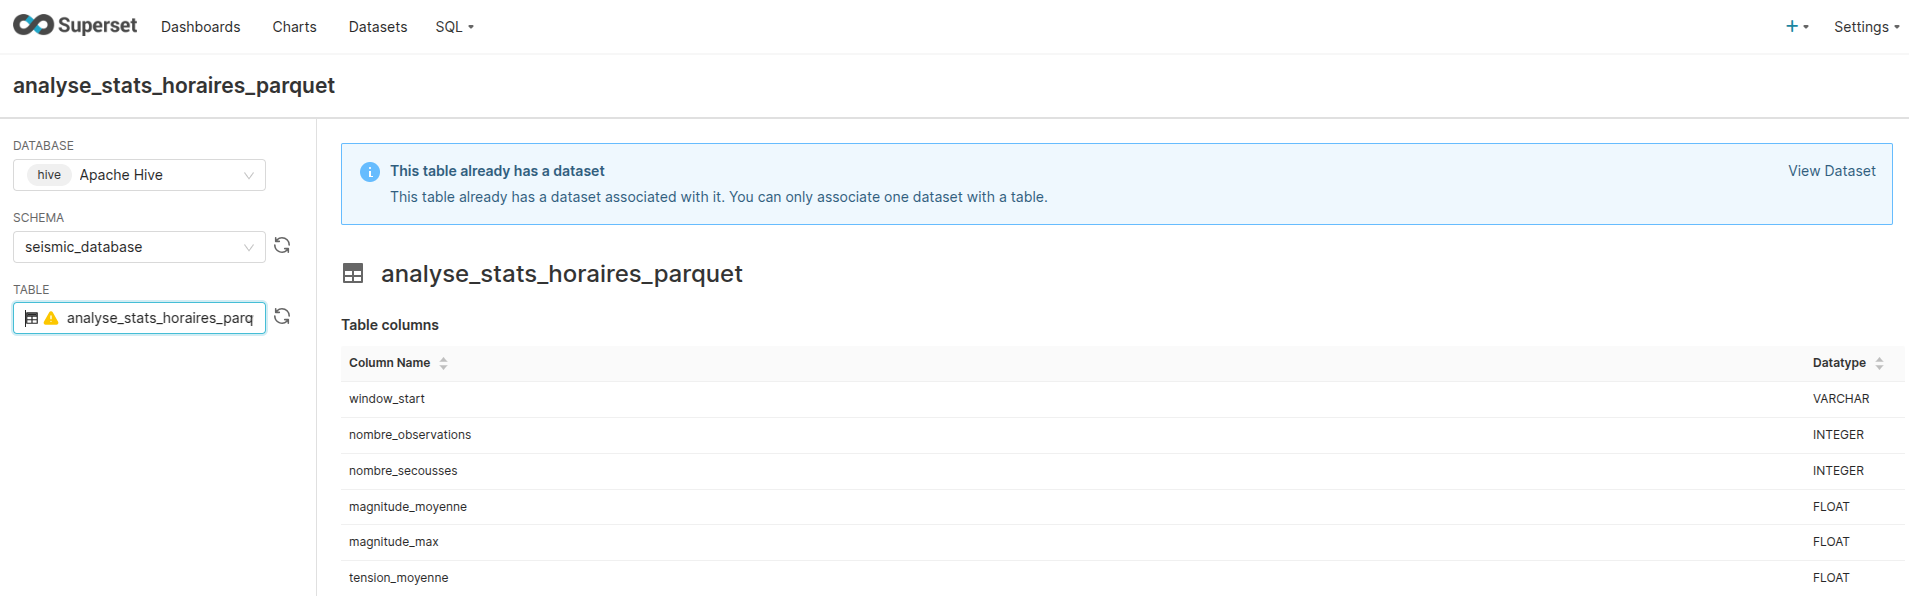 Superset Dashboards Charts Datasets SQL + Settings
analyse_stats_horaires_parquet
DATABASE
hive Apache Hive
SCHEMA
seismic_database
TABLE
analyse_stats_horaires_parq
This table already has a dataset View Dataset
This table already has a dataset associated with it. You can only associate one dataset with a table.
analyse_stats_horaires_parquet
Table columns
Column Name Datatype
window_start VARCHAR
nombre_observations INTEGER
nombre_secousses INTEGER
magnitude_moyenne FLOAT
magnitude_max FLOAT
tension_moyenne FLOAT